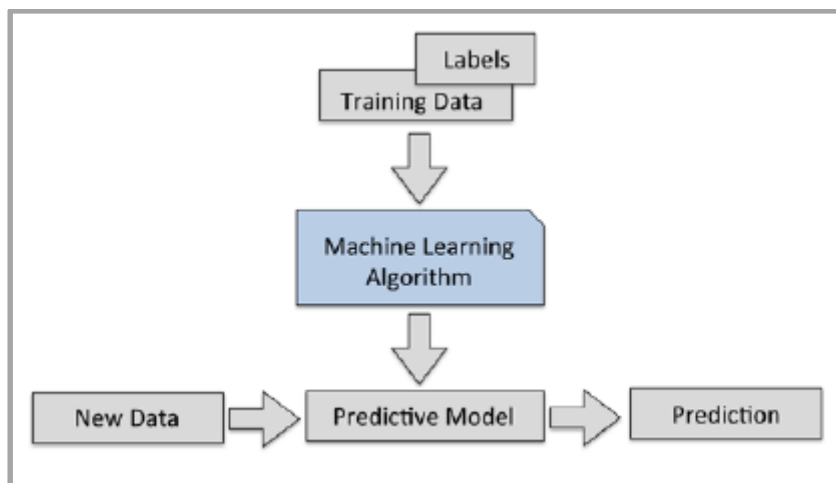 Labels
Training Data
Machine Learning
Algorithm
New Data
Predictive Model
Prediction